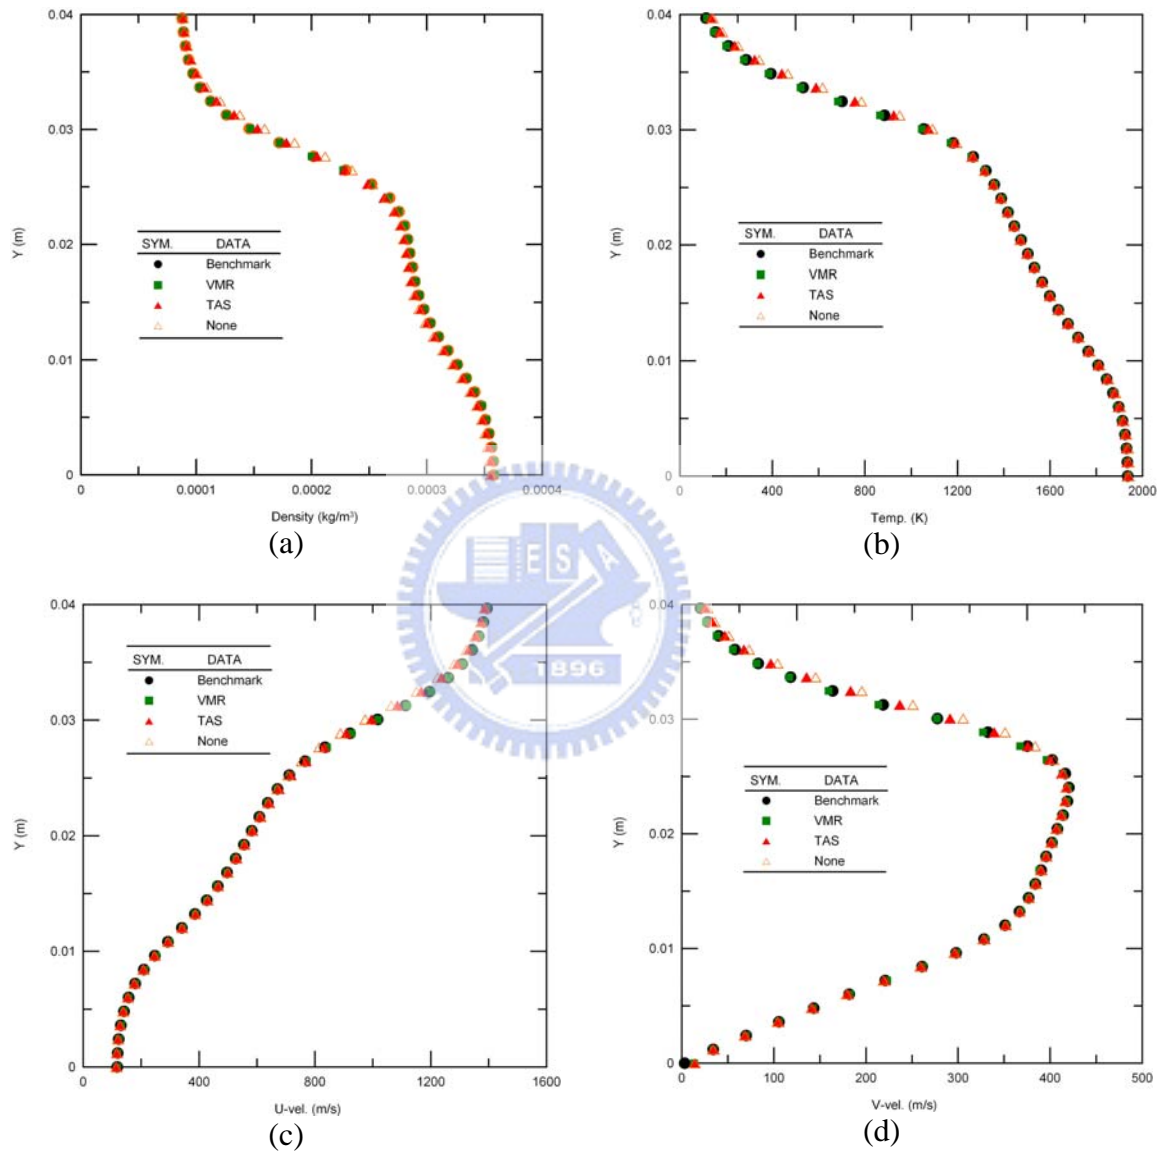 0.04
0.03
0.02
0.01
0
Y (m)
SYM. DATA
Benchmark
VMR
TAS
None
0 0.0001 0.0002 0.0003 0.0004
Density (kg/m³)
(a)
0.04
0.03
0.02
0.01
0
Y (m)
SYM. DATA
Benchmark
VMR
TAS
None
0 400 800 1200 1600 2000
Temp. (K)
(b)
E S A
1896
0.04
0.03
0.02
0.01
0
Y (m)
SYM. DATA
Benchmark
VMR
TAS
None
0 400 800 1200 1600
U-vel. (m/s)
(c)
0.04
0.03
0.02
0.01
0
Y (m)
SYM. DATA
Benchmark
VMR
TAS
None
0 100 200 300 400 500
V-vel. (m/s)
(d)